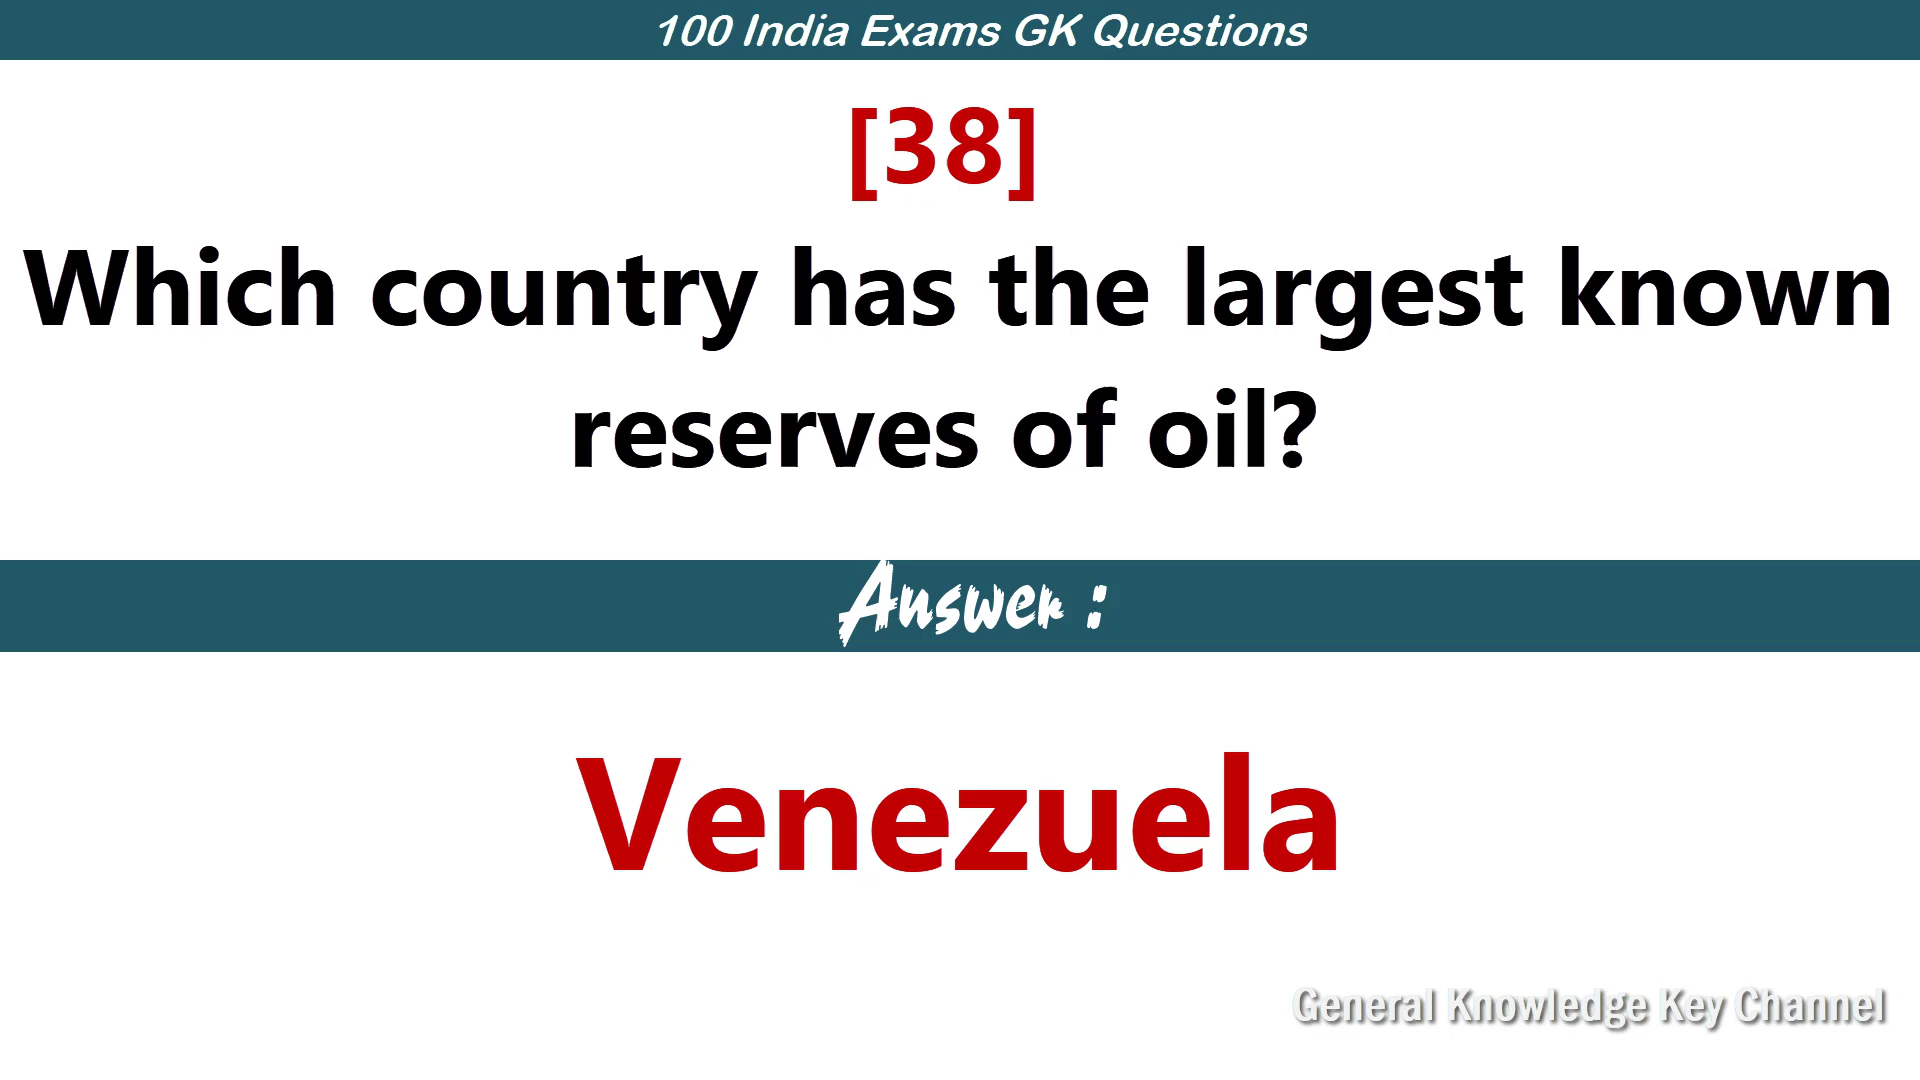 100 India Exams GK Questions
[38]
Which country has the largest known
reserves of oil?
Answer :
Venezuela
General Knowledge Key Channel